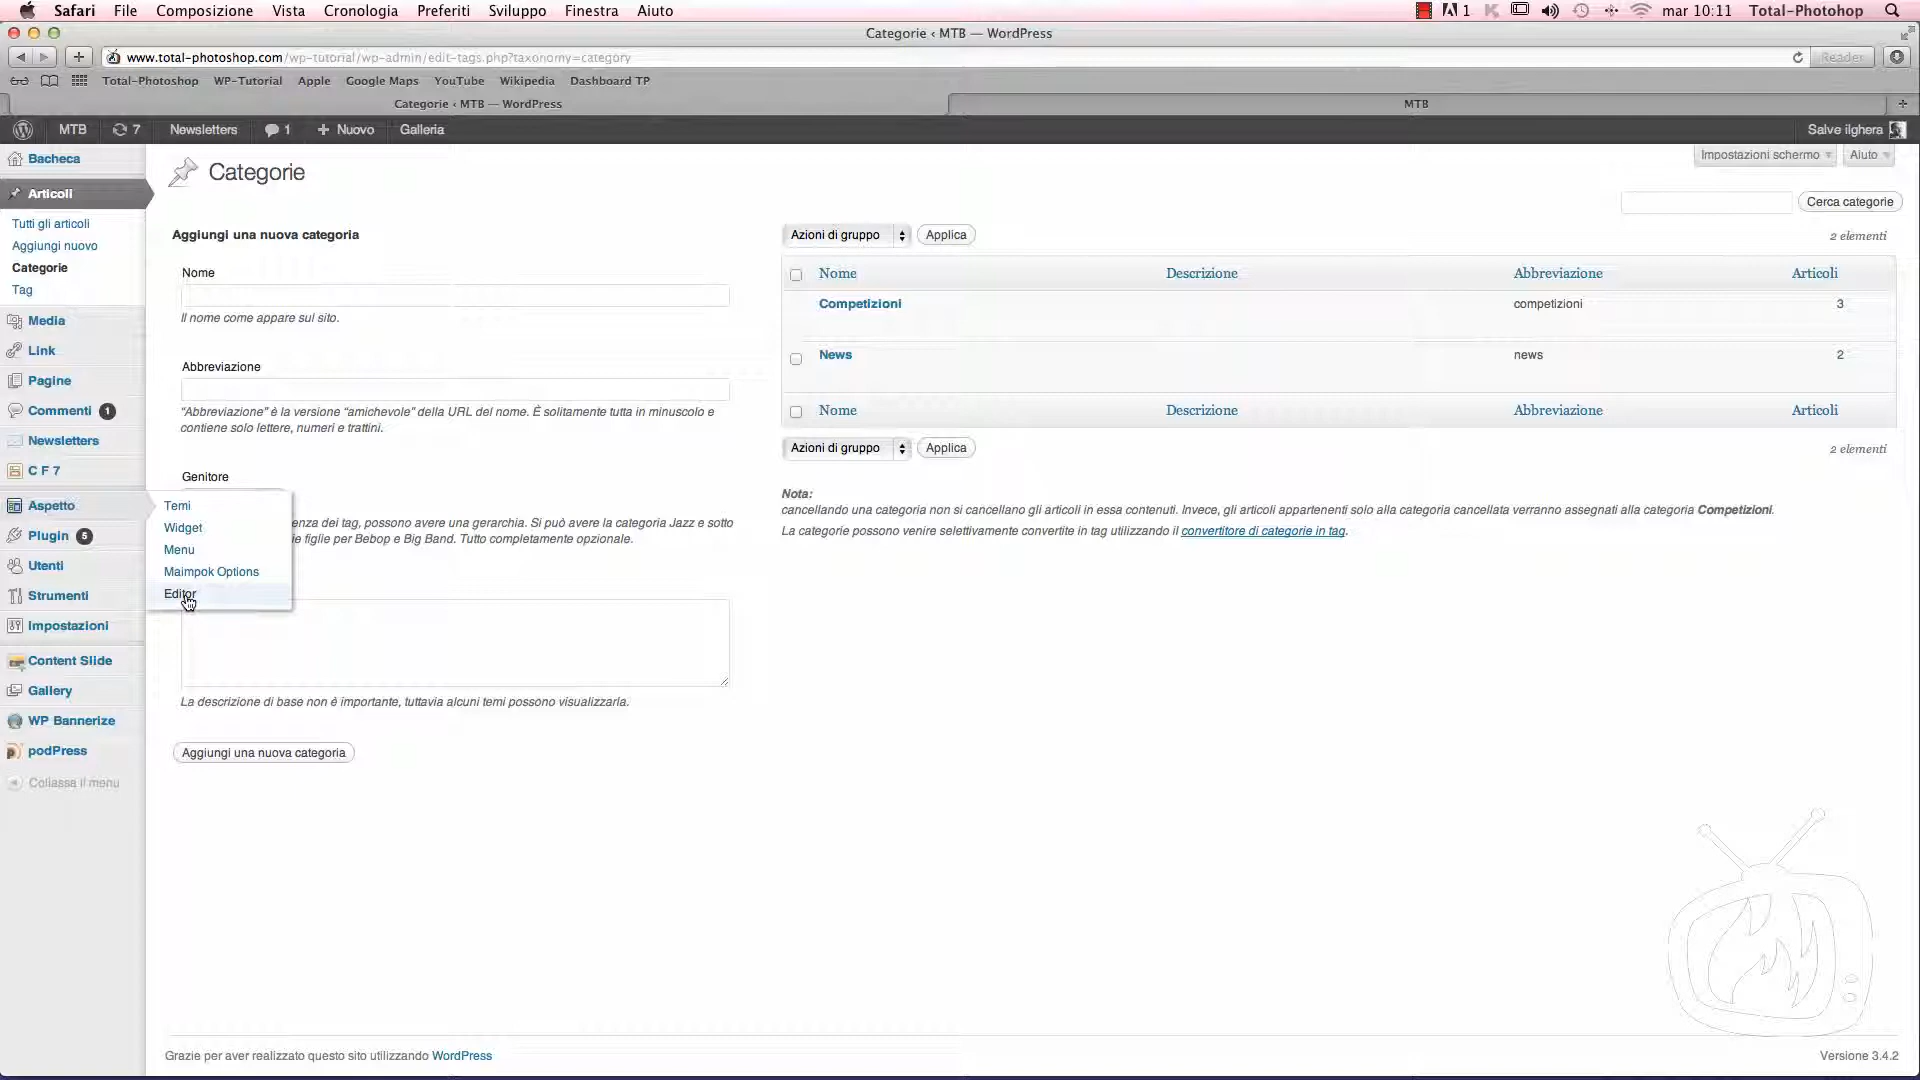 Safari File Composizione Vista Cronologia Preferiti Sviluppo Finestra Aiuto 1 mar 10:11 Total-Photohop
Categorie ‹ MTB — WordPress
www.total-photoshop.com/wp-tutorial/wp-admin/edit-tags.php?taxonomy=category Reader
Total-Photoshop WP-Tutorial Apple Google Maps YouTube Wikipedia Dashboard TP
Categorie ‹ MTB — WordPress MTB
MTB 7 Newsletters 1 + Nuovo Galleria Salve ilghera
Bacheca
Articoli
Tutti gli articoli
Aggiungi nuovo
Categorie
Tag
Media
Link
Pagine
Commenti 1
Newsletters
C F 7
Aspetto
Plugin 5
Utenti
Strumenti
Impostazioni
Content Slide
Gallery
WP Bannerize
podPress
Collassa il menu
Temi
Widget
Menu
Maimpok Options
Editor
Impostazioni schermo Aiuto
Categorie
Cerca categorie
Aggiungi una nuova categoria
Nome
Il nome come appare sul sito.
Abbreviazione
“Abbreviazione” è la versione “amichevole” della URL del nome. È solitamente tutta in minuscolo e
contiene solo lettere, numeri e trattini.
Genitore
enza dei tag, possono avere una gerarchia. Si può avere la categoria Jazz e sotto
ie figlie per Bebop e Big Band. Tutto completamente opzionale.
La descrizione di base non è importante, tuttavia alcuni temi possono visualizzarla.
Aggiungi una nuova categoria
Azioni di gruppo Applica 2 elementi
Nome Descrizione Abbreviazione Articoli
Competizioni competizioni 3
News news 2
Nome Descrizione Abbreviazione Articoli
Azioni di gruppo Applica 2 elementi
Nota:
cancellando una categoria non si cancellano gli articoli in essa contenuti. Invece, gli articoli appartenenti solo alla categoria cancellata verranno assegnati alla categoria Competizioni.
La categorie possono venire selettivamente convertite in tag utilizzando il convertitore di categorie in tag.
Grazie per aver realizzato questo sito utilizzando WordPress Versione 3.4.2